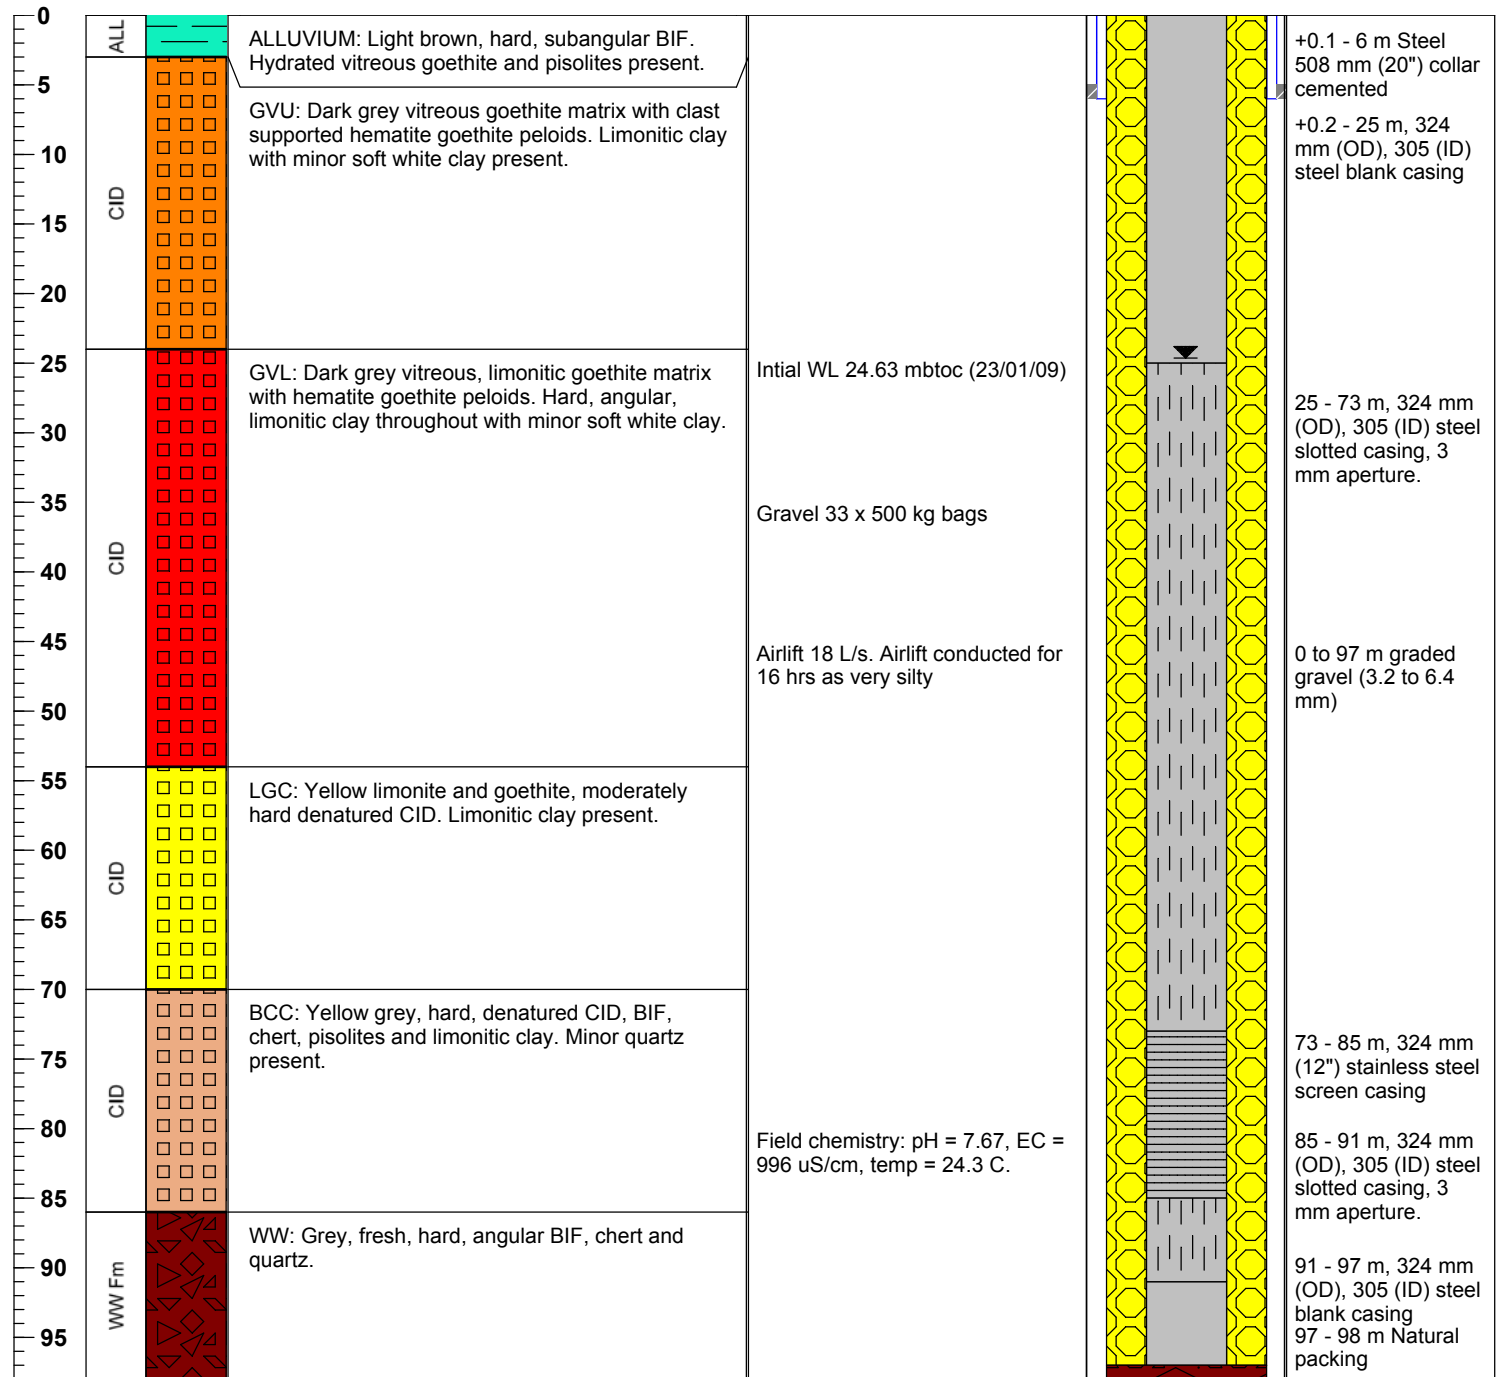 0
5
10
15
20
25
30
35
40
45
50
55
60
65
70
75
80
85
90
95
ALL
CID
CID
CID
CID
WW Fm
ALLUVIUM: Light brown, hard, subangular BIF.
Hydrated vitreous goethite and pisolites present.
GVU: Dark grey vitreous goethite matrix with clast
supported hematite goethite peloids. Limonitic clay
with minor soft white clay present.
GVL: Dark grey vitreous, limonitic goethite matrix
with hematite goethite peloids. Hard, angular,
limonitic clay throughout with minor soft white clay.
LGC: Yellow limonite and goethite, moderately
hard denatured CID. Limonitic clay present.
BCC: Yellow grey, hard, denatured CID, BIF,
chert, pisolites and limonitic clay. Minor quartz
present.
WW: Grey, fresh, hard, angular BIF, chert and
quartz.
Intial WL 24.63 mbtoc (23/01/09)
Gravel 33 x 500 kg bags
Airlift 18 L/s. Airlift conducted for
16 hrs as very silty
Field chemistry: pH = 7.67, EC =
996 uS/cm, temp = 24.3 C.
+0.1 - 6 m Steel
508 mm (20") collar
cemented
+0.2 - 25 m, 324
mm (OD), 305 (ID)
steel blank casing
25 - 73 m, 324 mm
(OD), 305 (ID) steel
slotted casing, 3
mm aperture.
0 to 97 m graded
gravel (3.2 to 6.4
mm)
73 - 85 m, 324 mm
(12") stainless steel
screen casing
85 - 91 m, 324 mm
(OD), 305 (ID) steel
slotted casing, 3
mm aperture.
91 - 97 m, 324 mm
(OD), 305 (ID) steel
blank casing
97 - 98 m Natural
packing